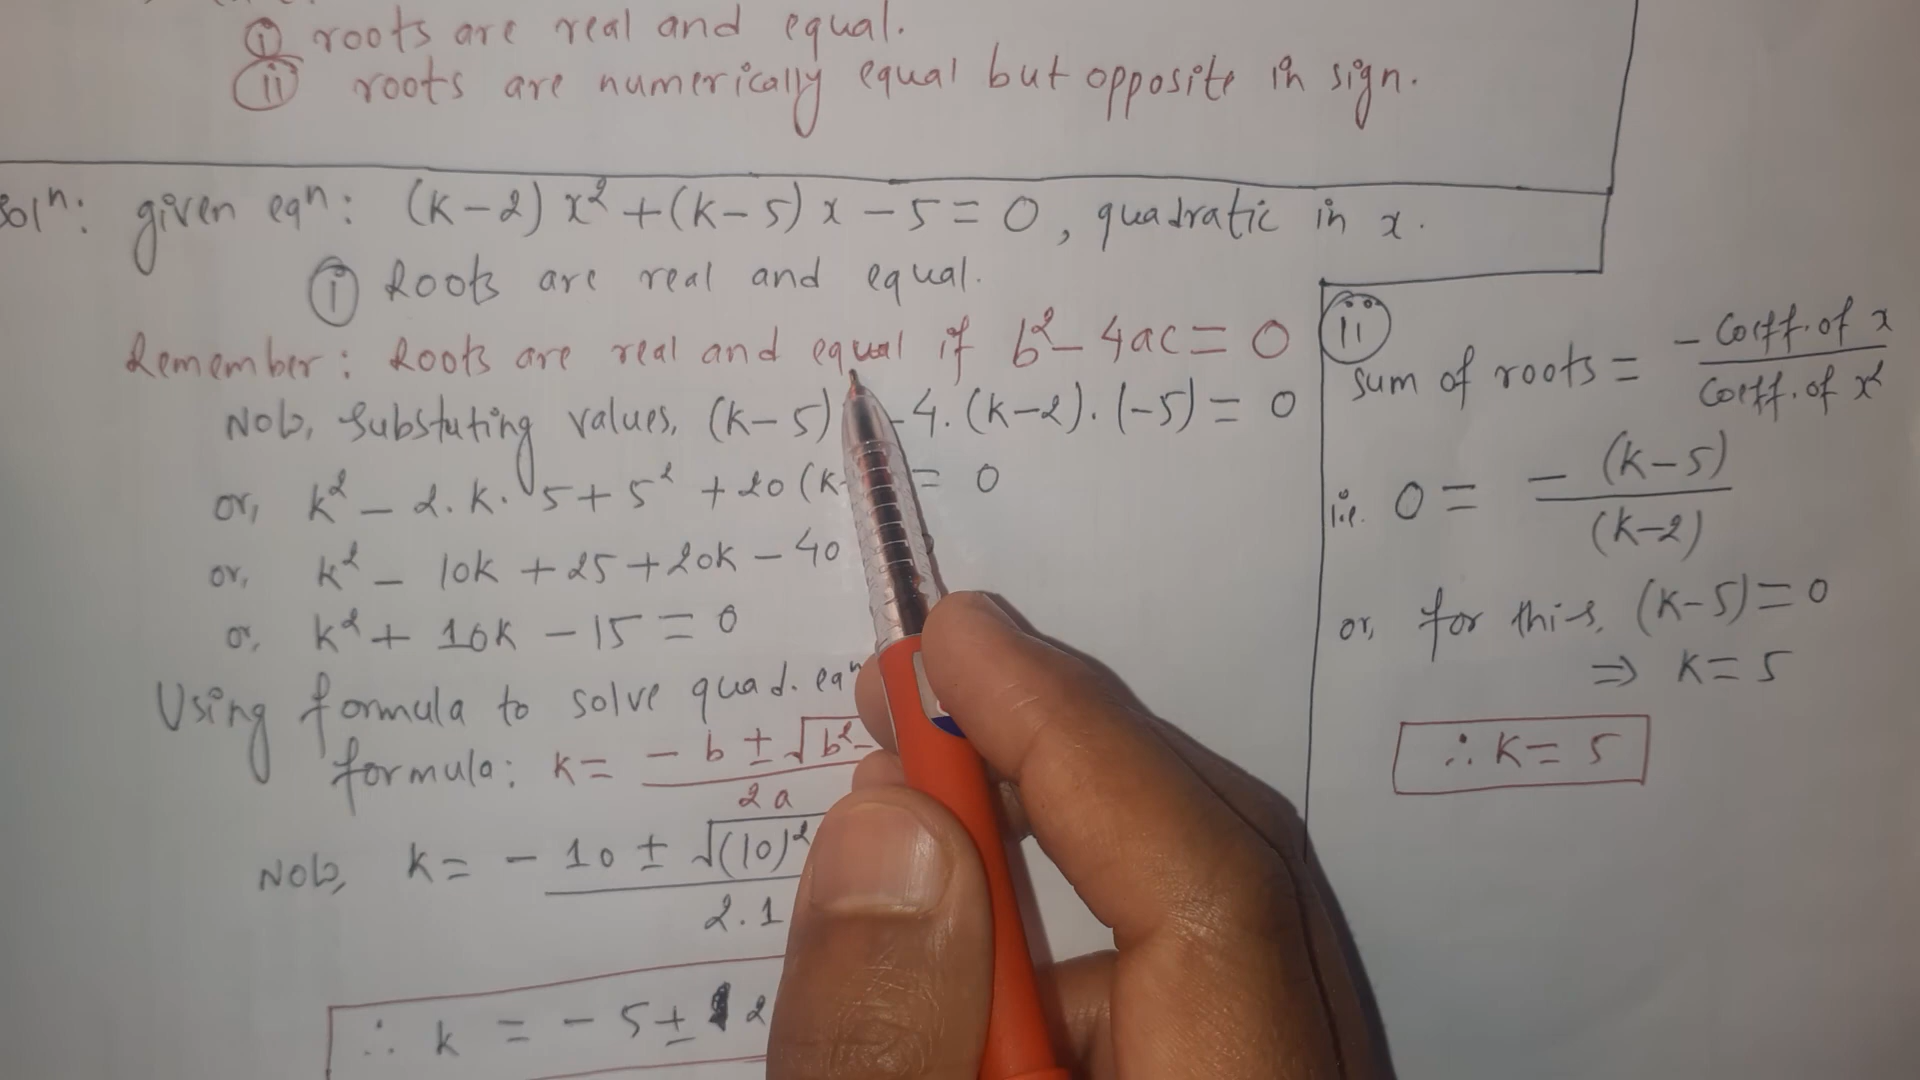 (i) roots are real and equal.
(ii) roots are numerically equal but opposite in sign.
Solⁿ: given eqⁿ: (k-2) x² + (k-5) x - 5 = 0, quadratic in x.
(i) Roots are real and equal.
Remember: Roots are real and equal if b² - 4ac = 0
Now, Substuting values, (k-5) - 4. (k-2). (-5) = 0
or, k² - 2. k. 5 + 5² + 20 (k = 0
or, k² - 10k + 25 + 20k - 40
or, k² + 10k - 15 = 0
Using formula to solve quad. eqⁿ
formula: k = - b ± √b² -
2a
Now, k = - 10 ± √(10)²
2.1
∴ k = - 5 ± 2
(ii)
sum of roots = - Coeff. of x
Coeff. of x²
i.e. 0 = - (k-5)
(k-2)
or, for this, (k-5) = 0
⇒ k = 5
∴ k = 5